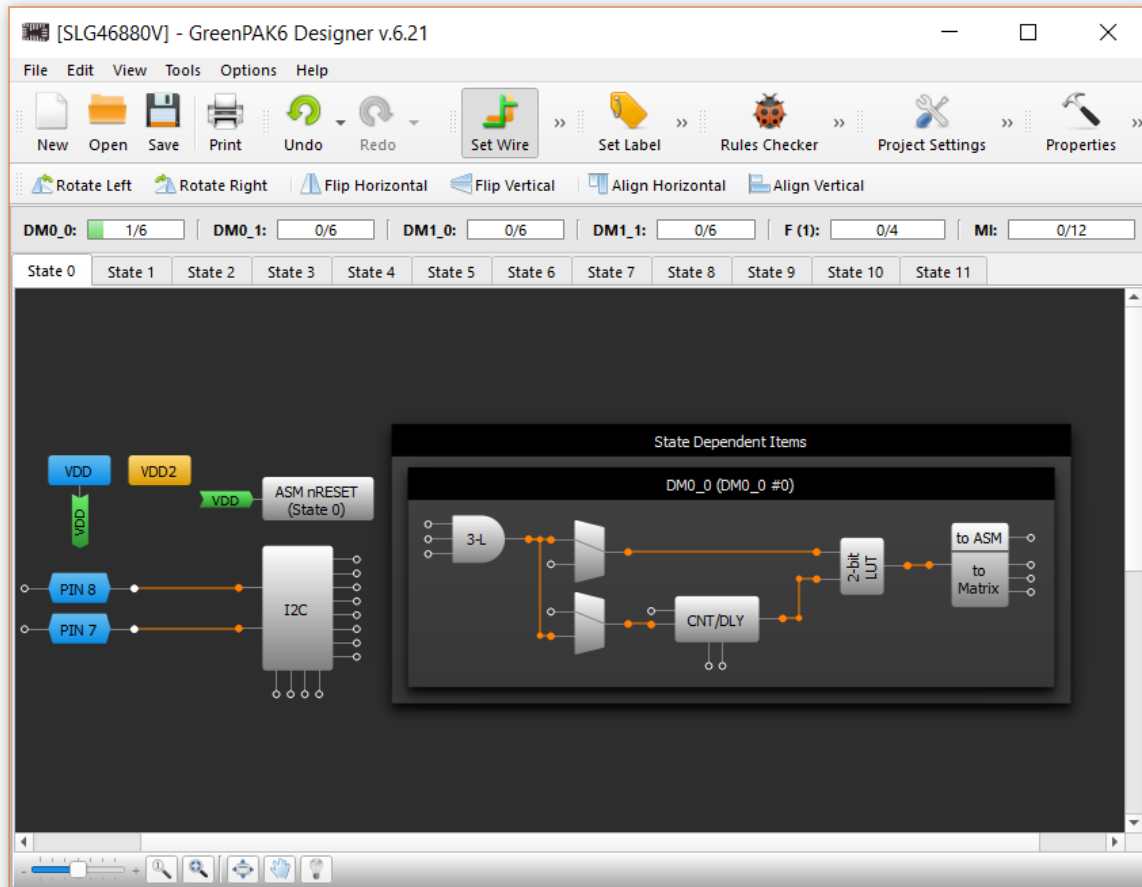 [SLG46880V] - GreenPAK6 Designer v.6.21
File Edit View Tools Options Help
New Open Save Print Undo Redo Set Wire Set Label Rules Checker Project Settings Properties
Rotate Left Rotate Right Flip Horizontal Flip Vertical Align Horizontal Align Vertical
DM0_0: 1/6 DM0_1: 0/6 DM1_0: 0/6 DM1_1: 0/6 F (1): 0/4 MI: 0/12
State 0 State 1 State 2 State 3 State 4 State 5 State 6 State 7 State 8 State 9 State 10 State 11
VDD
VDD2
VDD
VDD
ASM nRESET
(State 0)
PIN 8
PIN 7
I2C
State Dependent Items
DM0_0 (DM0_0 #0)
3-L
CNT/DLY
2-bit
LUT
to ASM
to
Matrix
- + 1